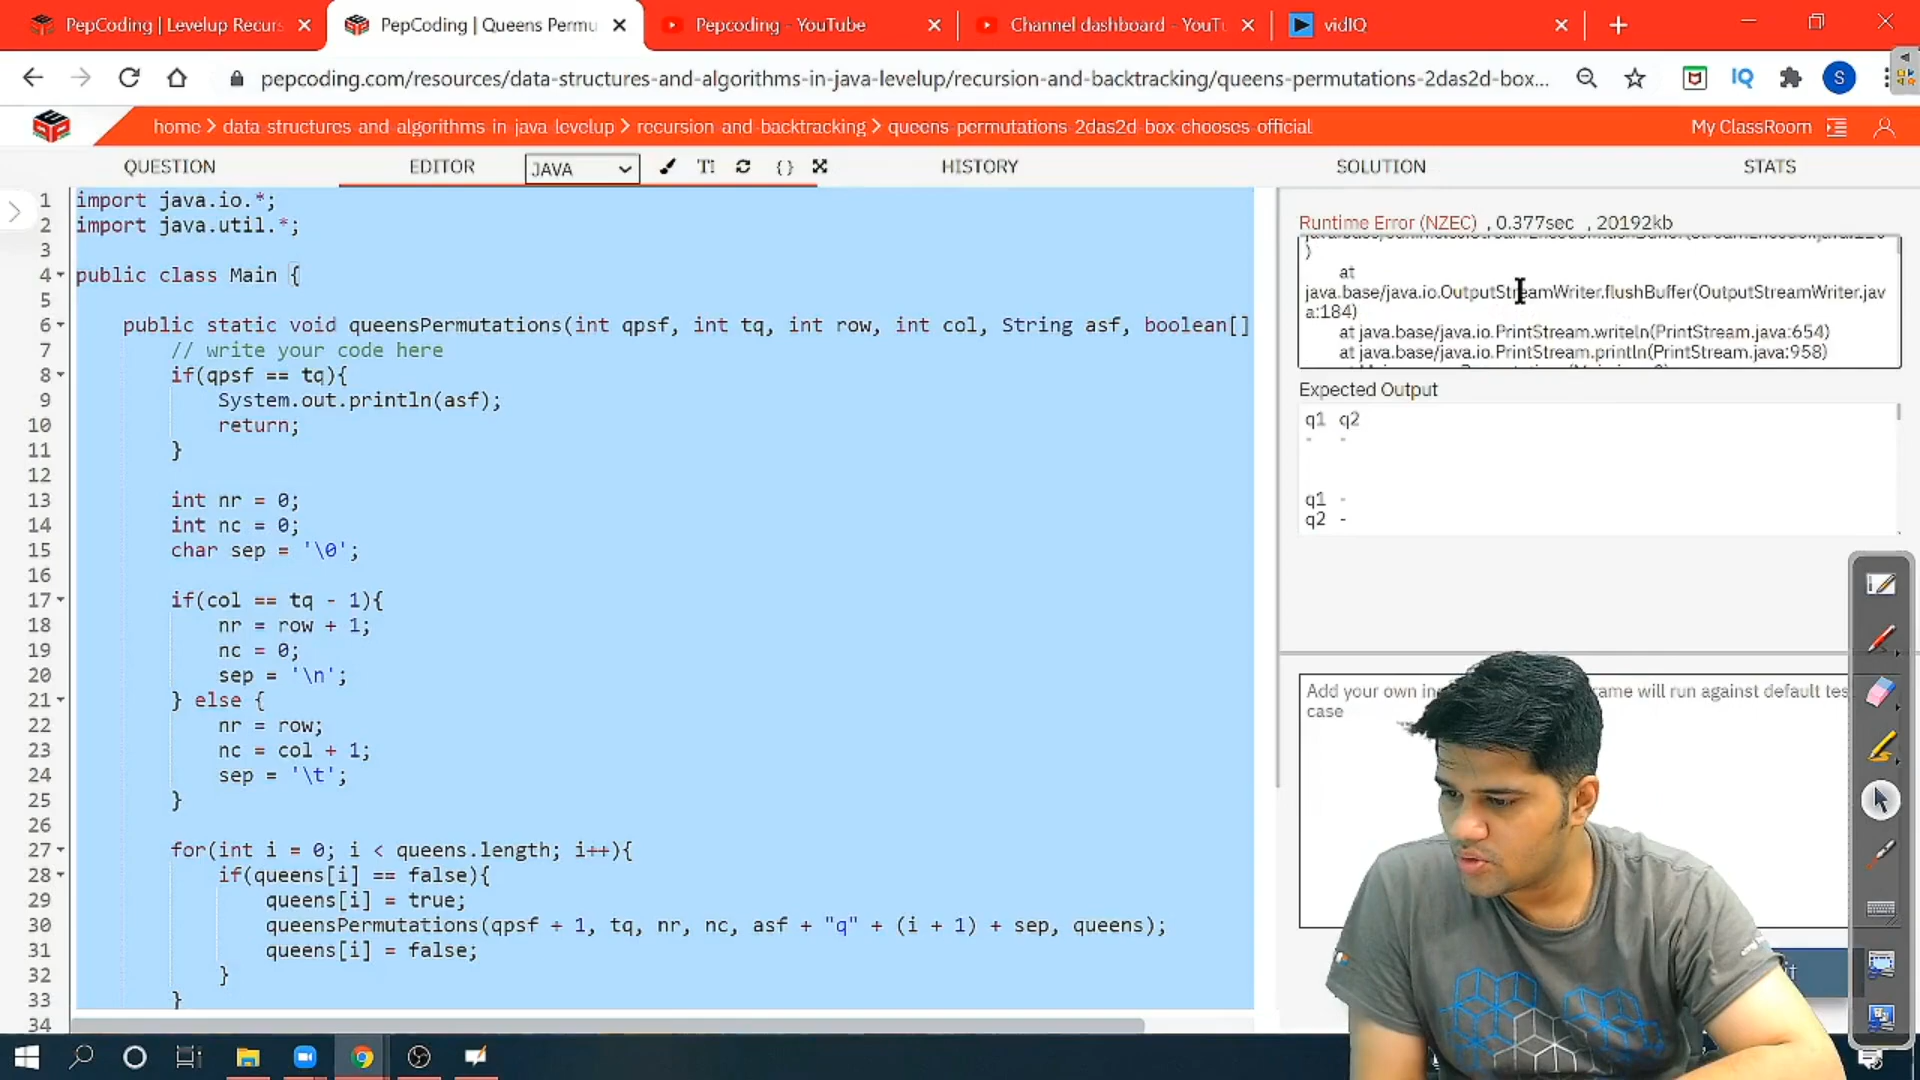 PepCoding | Levelup Recurs
PepCoding | Queens Permu
Pepcoding - YouTube
Channel dashboard - YouTu
vidIQ
pepcoding.com/resources/data-structures-and-algorithms-in-java-levelup/recursion-and-backtracking/queens-permutations-2das2d-box...
IQ
S
home > data structures and algorithms in java levelup > recursion and-backtracking > queens permutations 2das2d-box chooses-official
My ClassRoom
QUESTION
EDITOR
JAVA
HISTORY
SOLUTION
STATS
1 import java.io.*;
2 import java.util.*;
3
4 public class Main {
5
6 public static void queensPermutations(int qpsf, int tq, int row, int col, String asf, boolean[]
7 // write your code here
8 if(qpsf == tq){
9 System.out.println(asf);
10 return;
11 }
12
13 int nr = 0;
14 int nc = 0;
15 char sep = '\0';
16
17 if(col == tq - 1){
18 nr = row + 1;
19 nc = 0;
20 sep = '\n';
21 } else {
22 nr = row;
23 nc = col + 1;
24 sep = '\t';
25 }
26
27 for(int i = 0; i < queens.length; i++){
28 if(queens[i] == false){
29 queens[i] = true;
30 queensPermutations(qpsf + 1, tq, nr, nc, asf + "q" + (i + 1) + sep, queens);
31 queens[i] = false;
32 }
33 }
34
Runtime Error (NZEC) , 0.377sec , 20192kb
)
at
java.base/java.io.OutputStreamWriter.flushBuffer(OutputStreamWriter.jav
a:184)
at java.base/java.io.PrintStream.writeln(PrintStream.java:654)
at java.base/java.io.PrintStream.println(PrintStream.java:958)
Expected Output
q1 q2
- -
q1 -
q2 -
Add your own in rame will run against default tes
case